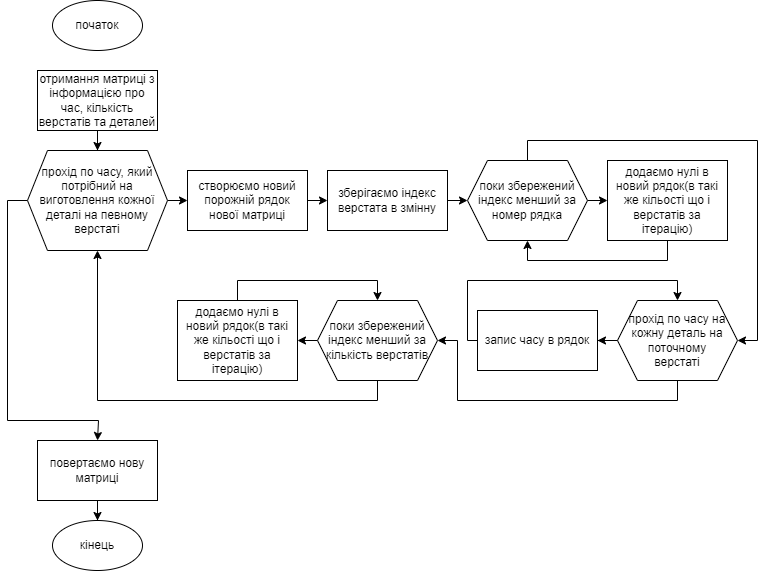 початок
отримання матриці з
інформацією про
час, кількість
верстатів та деталей
прохід по часу, який
потрібний на
виготовлення кожної
деталі на певному
верстаті
створюємо новий
порожній рядок
нової матриці
зберігаємо індекс
верстата в змінну
поки збережений
індекс менший за
номер рядка
додаємо нулі в
новий рядок(в такі
же кільості що і
верстатів за
ітерацію)
прохід по часу на
кожну деталь на
поточному
верстаті
запис часу в рядок
поки збережений
індекс менший за
кількість верстатів
додаємо нулі в
новий рядок(в такі
же кільості що і
верстатів за
ітерацію)
повертаємо нову
матриці
кінець